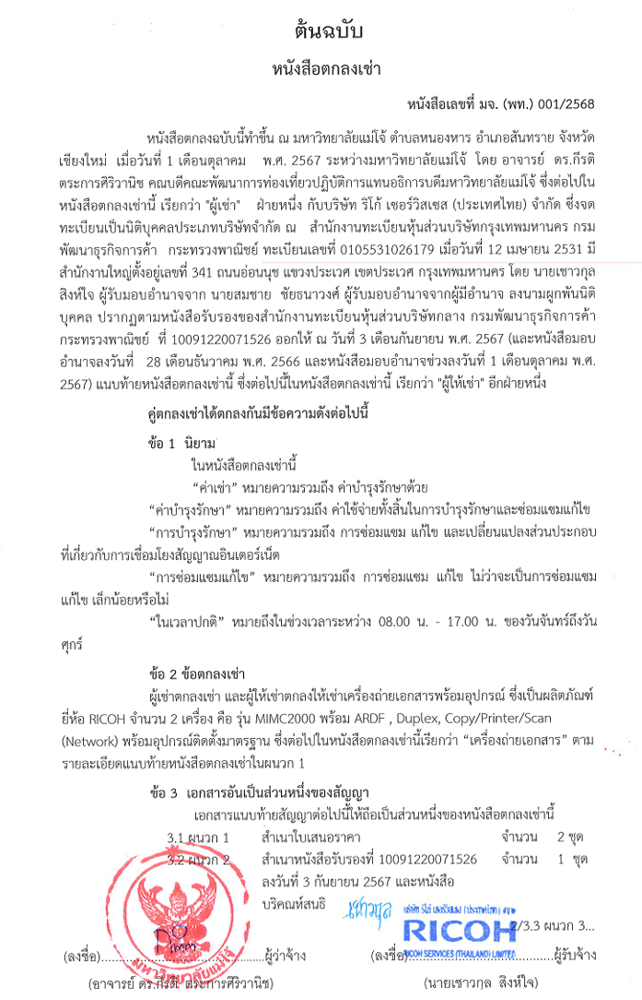 ต้นฉบับ
หนังสือตกลงเช่า
หนังสือเลขที่ มจ. (พท.) 001/2568
หนังสือตกลงฉบับนี้ทำขึ้น ณ มหาวิทยาลัยแม่โจ้ ตำบลหนองหาร อำเภอสันทราย จังหวัด
เชียงใหม่ เมื่อวันที่ 1 เดือนตุลาคม พ.ศ. 2567 ระหว่างมหาวิทยาลัยแม่โจ้ โดย อาจารย์ ดร.กีรติ
ตระการศิริวานิช คณบดีคณะพัฒนาการท่องเที่ยวปฏิบัติการแทนอธิการบดีมหาวิทยาลัยแม่โจ้ ซึ่งต่อไปใน
หนังสือตกลงเช่านี้ เรียกว่า "ผู้เช่า" ฝ่ายหนึ่ง กับบริษัท ริโก้ เซอร์วิสเซส (ประเทศไทย) จำกัด ซึ่งจด
ทะเบียนเป็นนิติบุคคลประเภทบริษัทจำกัด ณ สำนักงานทะเบียนหุ้นส่วนบริษัทกรุงเทพมหานคร กรม
พัฒนาธุรกิจการค้า กระทรวงพาณิชย์ ทะเบียนเลขที่ 0105531026179 เมื่อวันที่ 12 เมษายน 2531 มี
สำนักงานใหญ่ตั้งอยู่เลขที่ 341 ถนนอ่อนนุช แขวงประเวศ เขตประเวศ กรุงเทพมหานคร โดย นายเชาวกุล
สิงห์ใจ ผู้รับมอบอำนาจจาก นายสมชาย ชัยธนาวงศ์ ผู้รับมอบอำนาจจากผู้มีอำนาจ ลงนามผูกพันนิติ
บุคคล ปรากฏตามหนังสือรับรองของสำนักงานทะเบียนหุ้นส่วนบริษัทกลาง กรมพัฒนาธุรกิจการค้า
กระทรวงพาณิชย์ ที่ 10091220071526 ออกให้ ณ วันที่ 3 เดือนกันยายน พ.ศ. 2567 (และหนังสือมอบ
อำนาจลงวันที่ 28 เดือนธันวาคม พ.ศ. 2566 และหนังสือมอบอำนาจช่วงลงวันที่ 1 เดือนตุลาคม พ.ศ.
2567) แนบท้ายหนังสือตกลงเช่านี้ ซึ่งต่อไปนี้ในหนังสือตกลงเช่านี้ เรียกว่า "ผู้ให้เช่า" อีกฝ่ายหนึ่ง
คู่ตกลงเช่าได้ตกลงกันมีข้อความดังต่อไปนี้
ข้อ 1 นิยาม
ในหนังสือตกลงเช่านี้
“ค่าเช่า” หมายความรวมถึง ค่าบำรุงรักษาด้วย
“ค่าบำรุงรักษา” หมายความรวมถึง ค่าใช้จ่ายทั้งสิ้นในการบำรุงรักษาและซ่อมแซมแก้ไข
“การบำรุงรักษา” หมายความรวมถึง การซ่อมแซม แก้ไข และเปลี่ยนแปลงส่วนประกอบ
ที่เกี่ยวกับการเชื่อมโยงสัญญาณอินเตอร์เน็ต
“การซ่อมแซมแก้ไข” หมายความรวมถึง การซ่อมแซม แก้ไข ไม่ว่าจะเป็นการซ่อมแซม
แก้ไข เล็กน้อยหรือไม่
“ในเวลาปกติ” หมายถึงในช่วงเวลาระหว่าง 08.00 น. - 17.00 น. ของวันจันทร์ถึงวัน
ศุกร์
ข้อ 2 ข้อตกลงเช่า
ผู้เช่าตกลงเช่า และผู้ให้เช่าตกลงให้เช่าเครื่องถ่ายเอกสารพร้อมอุปกรณ์ ซึ่งเป็นผลิตภัณฑ์
ยี่ห้อ RICOH จำนวน 2 เครื่อง คือ รุ่น MIMC2000 พร้อม ARDF , Duplex, Copy/Printer/Scan
(Network) พร้อมอุปกรณ์ติดตั้งมาตรฐาน ซึ่งต่อไปในหนังสือตกลงเช่านี้เรียกว่า “เครื่องถ่ายเอกสาร” ตาม
รายละเอียดแนบท้ายหนังสือตกลงเช่าในผนวก 1
ข้อ 3 เอกสารอันเป็นส่วนหนึ่งของสัญญา
เอกสารแนบท้ายสัญญาต่อไปนี้ให้ถือเป็นส่วนหนึ่งของหนังสือตกลงเช่านี้
3.1 ผนวก 1 สำเนาใบเสนอราคา จำนวน 2 ชุด
3.2 ผนวก 2 สำเนาหนังสือรับรองที่ 10091220071526 จำนวน 1 ชุด
ลงวันที่ 3 กันยายน 2567 และหนังสือ
บริคณห์สนธิ
เชาวกุล
บริษัท ริโก้ เซอร์วิสเซส (ประเทศไทย) จำกัด
RICOH
2/3.3 ผนวก 3...
RICOH SERVICES (THAILAND) LIMITED
มหาวิทยาลัยแม่โจ้
(ลงชื่อ)..............................ผู้ว่าจ้าง (ลงชื่อ)..............................ผู้รับจ้าง
(อาจารย์ ดร.กีรติ ตระการศิริวานิช) (นายเชาวกุล สิงห์ใจ)